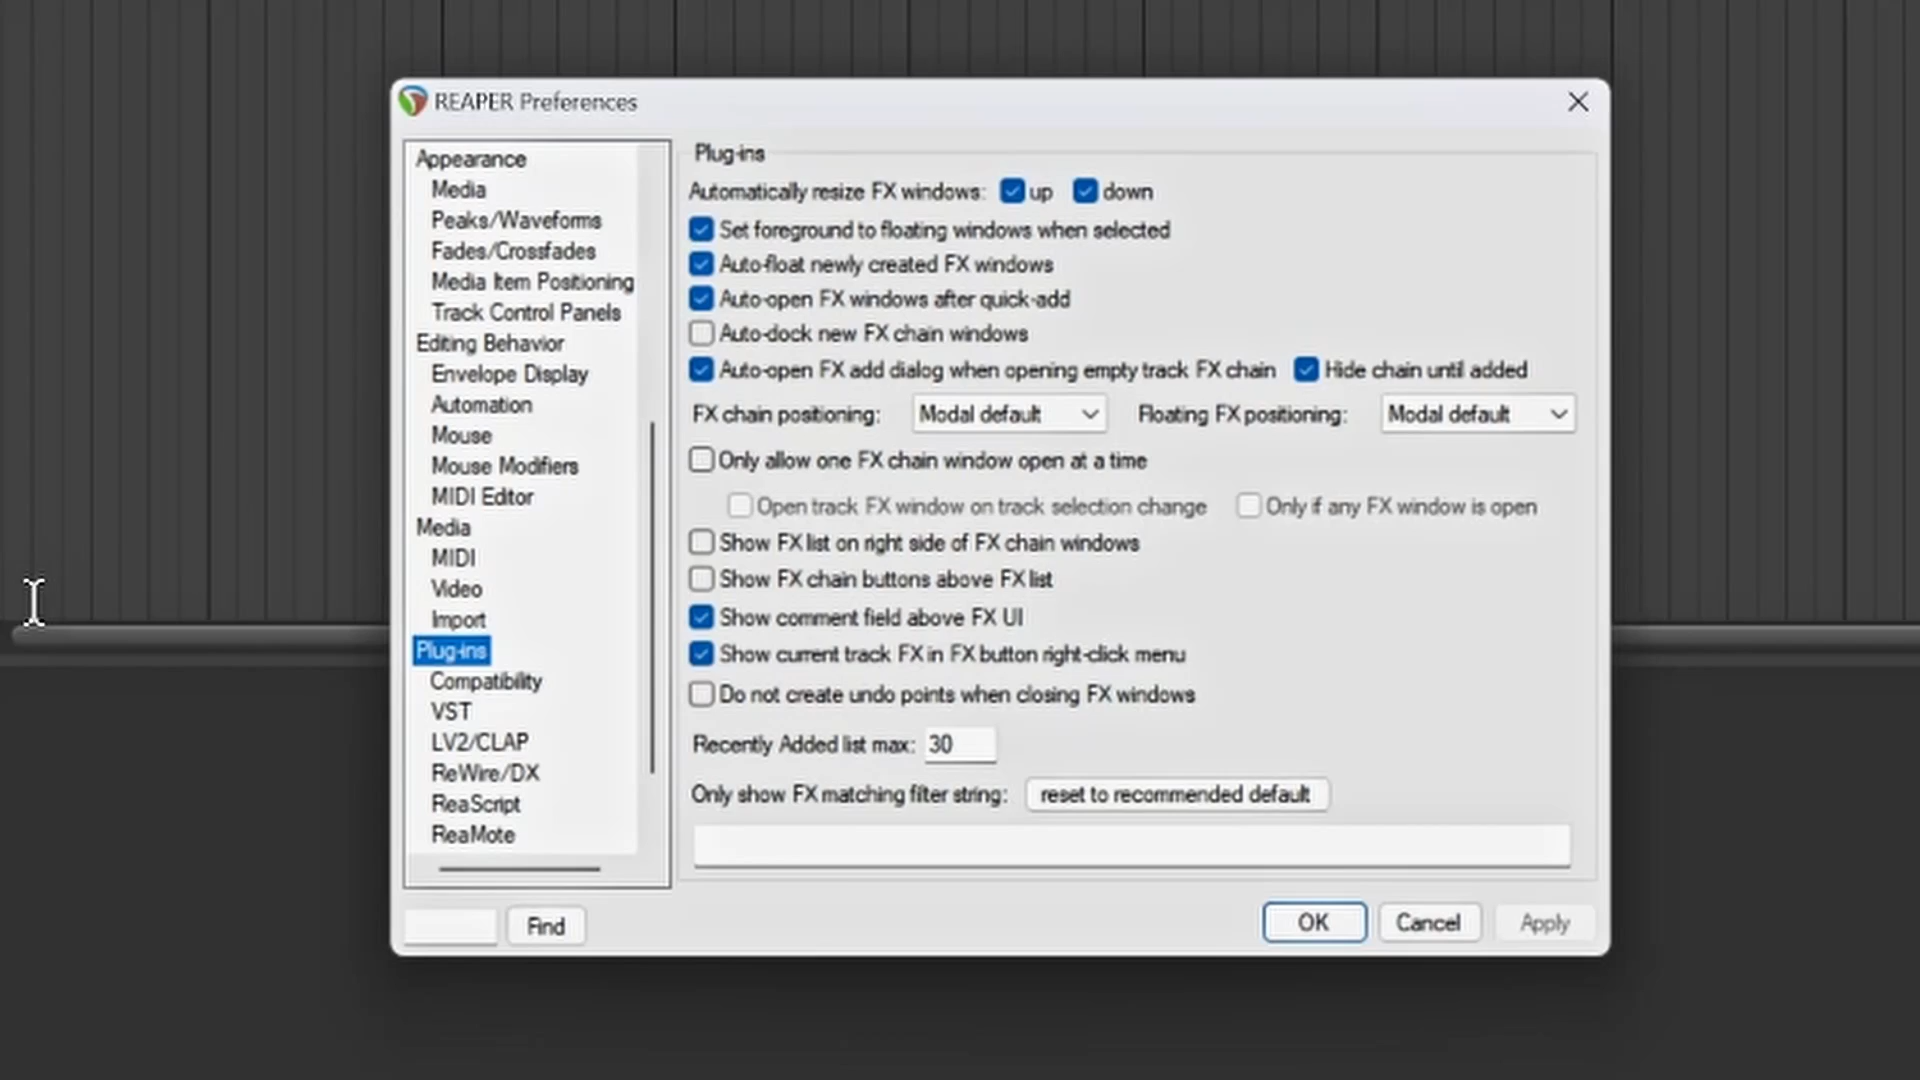 REAPER Preferences
Appearance
Media
Peaks/Waveforms
Fades/Crossfades
Media Item Positioning
Track Control Panels
Editing Behavior
Envelope Display
Automation
Mouse
Mouse Modifiers
MIDI Editor
Media
MIDI
Video
Import
Plug-ins
Compatibility
VST
LV2/CLAP
ReWire/DX
ReaScript
ReaMote
Find
Plug-ins
Automatically resize FX windows: up down
Set foreground to floating windows when selected
Auto-float newly created FX windows
Auto-open FX windows after quick-add
Auto-dock new FX chain windows
Auto-open FX add dialog when opening empty track FX chain Hide chain until added
FX chain positioning: Modal default Floating FX positioning: Modal default
Only allow one FX chain window open at a time
Open track FX window on track selection change Only if any FX window is open
Show FX list on right side of FX chain windows
Show FX chain buttons above FX list
Show comment field above FX UI
Show current track FX in FX button right-click menu
Do not create undo points when closing FX windows
Recently Added list max: 30
Only show FX matching filter string: reset to recommended default
OK Cancel Apply